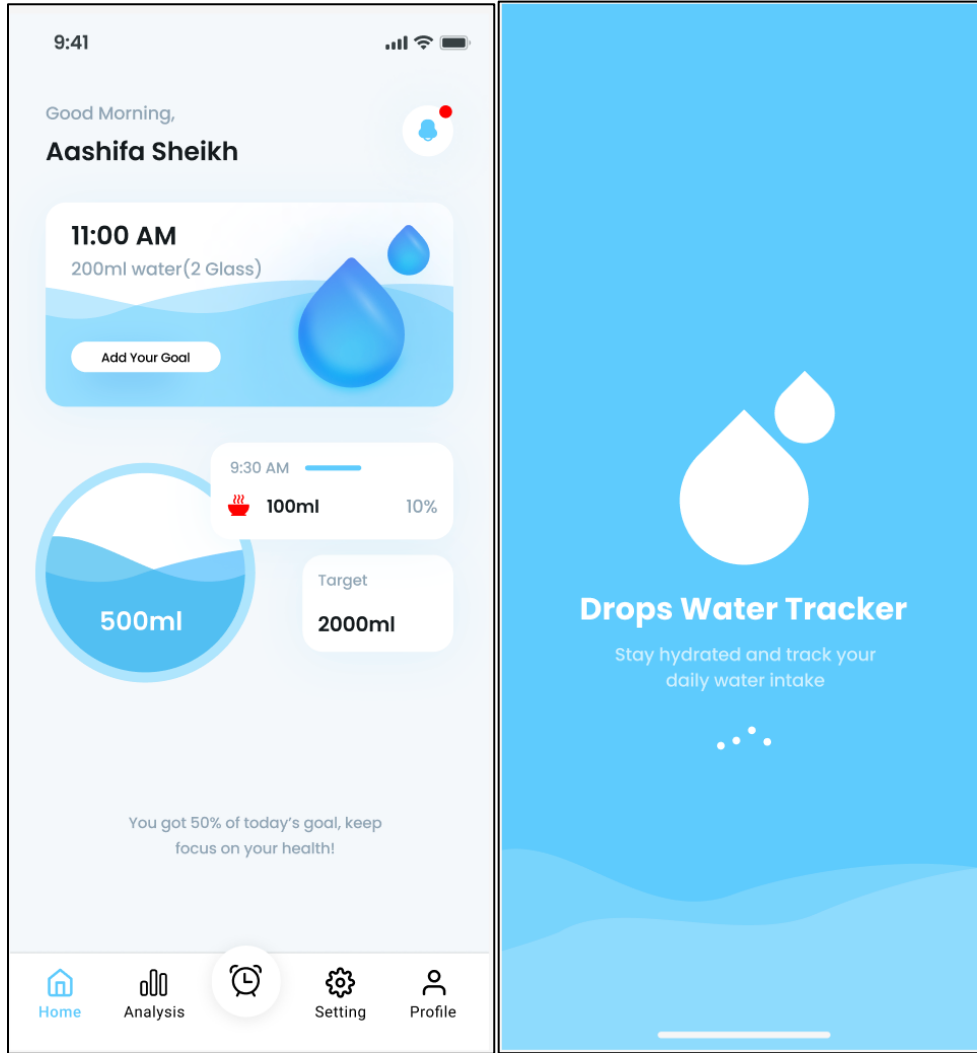 9:41
Good Morning,
Aashifa Sheikh
11:00 AM
200ml water(2 Glass)
Add Your Goal
9:30 AM
100ml 10%
500ml
Target
2000ml
You got 50% of today's goal, keep
focus on your health!
Home Analysis Setting Profile
Drops Water Tracker
Stay hydrated and track your
daily water intake